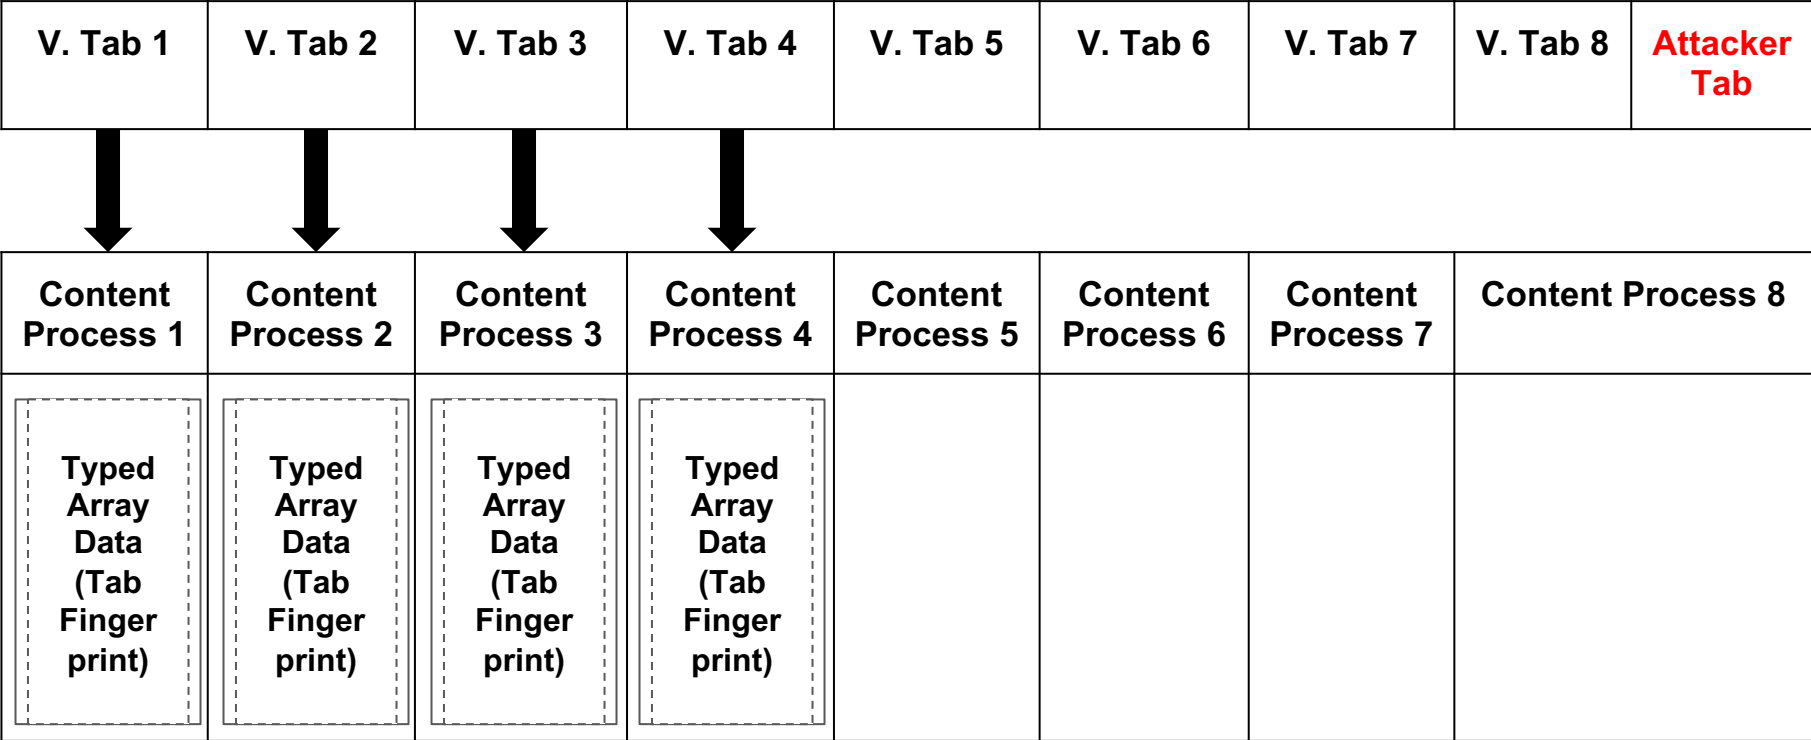 V. Tab 1
V. Tab 2
V. Tab 3
V. Tab 4
V. Tab 5
V. Tab 6
V. Tab 7
V. Tab 8
Attacker
Tab
Content
Process 1
Content
Process 2
Content
Process 3
Content
Process 4
Content
Process 5
Content
Process 6
Content
Process 7
Content Process 8
Typed
Array
Data
(Tab
Finger
print)
Typed
Array
Data
(Tab
Finger
print)
Typed
Array
Data
(Tab
Finger
print)
Typed
Array
Data
(Tab
Finger
print)